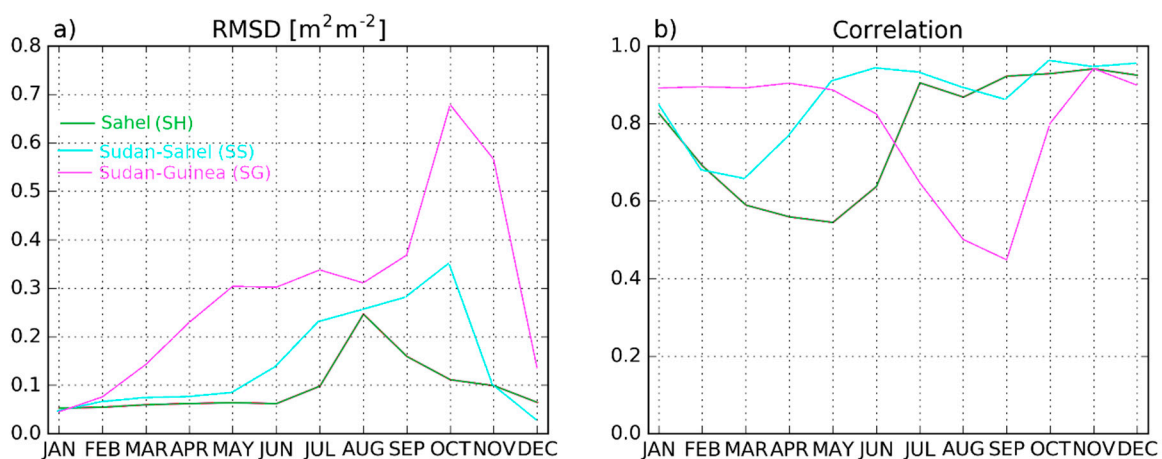 a) RMSD [m²m⁻²]
0.8
0.7
0.6
0.5
0.4
0.3
0.2
0.1
0.0
Sahel (SH)
Sudan-Sahel (SS)
Sudan-Guinea (SG)
JAN FEB MAR APR MAY JUN JUL AUG SEP OCT NOV DEC
b) Correlation
1.0
0.8
0.6
0.4
0.2
0.0
JAN FEB MAR APR MAY JUN JUL AUG SEP OCT NOV DEC